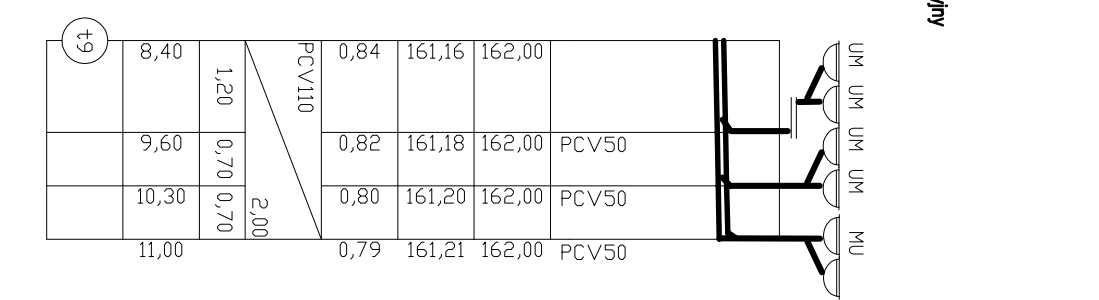 yjny
t9
8,40 1,20 PCV110 0,84 161,16 162,00 UM
UM
9,60 0,70 0,82 161,18 162,00 PCV50 UM
10,30 0,70 2,00 0,80 161,20 162,00 PCV50 UM
11,00 0,79 161,21 162,00 PCV50 MU